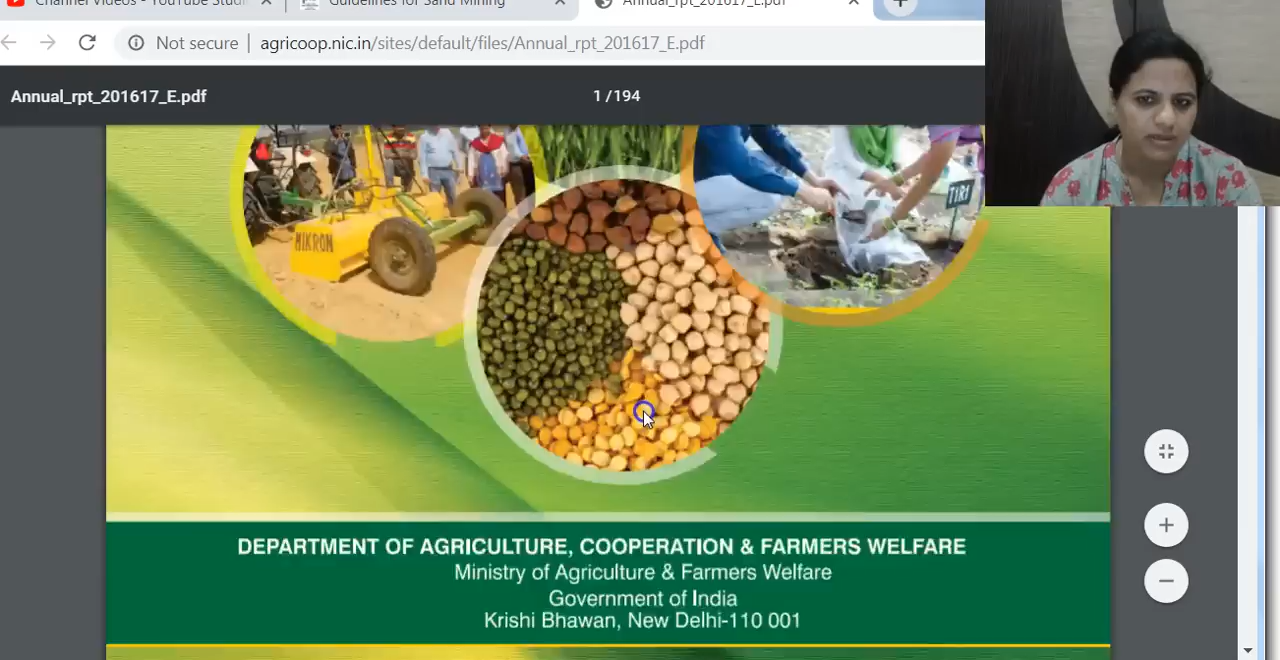 Channel Videos - YouTube Studi
Guidelines for Sand Mining
Annual_rpt_201617_E.pdf
Not secure
agricoop.nic.in/sites/default/files/Annual_rpt_201617_E.pdf
Annual_rpt_201617_E.pdf
1 / 194
MIKRON
T1R1
DEPARTMENT OF AGRICULTURE, COOPERATION & FARMERS WELFARE
Ministry of Agriculture & Farmers Welfare
Government of India
Krishi Bhawan, New Delhi-110 001